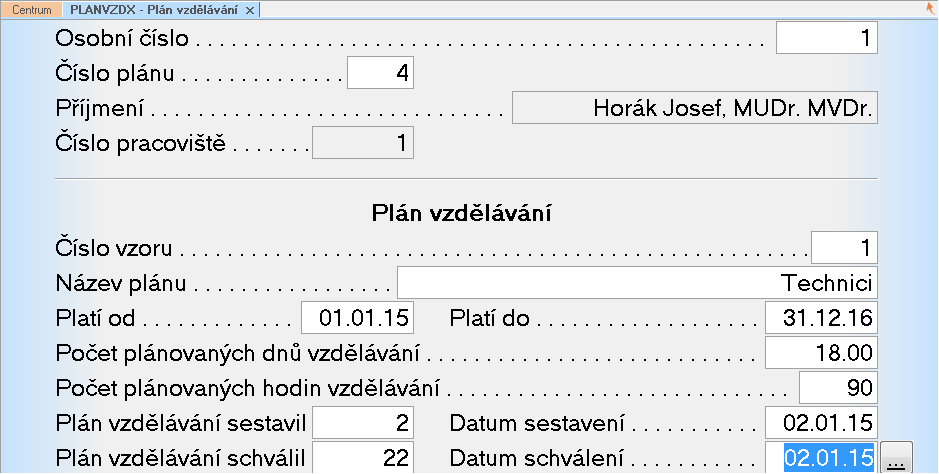 Centrum PLANVZDX - Plán vzdělávání ×
Osobní číslo . . . . . . . . . . . . . . . . . . . . . . . . . . . . . . . . . . . . . . . . . . . . . 1
Číslo plánu . . . . . . . . . . . . . 4
Příjmení . . . . . . . . . . . . . . . . . . . . . . . . . . . . Horák Josef, MUDr. MVDr.
Číslo pracoviště . . . . . . . 1
Plán vzdělávání
Číslo vzoru . . . . . . . . . . . . . . . . . . . . . . . . . . . . . . . . . . . . . . . . . . . . . . . . . 1
Název plánu . . . . . . . . . . . . . . . . Technici
Platí od . . . . . . . . . . . . 01.01.15 Platí do . . . . . . . . . . . . . . . . . . 31.12.16
Počet plánovaných dnů vzdělávání . . . . . . . . . . . . . . . . . . . . . . . . . . 18.00
Počet plánovaných hodin vzdělávání . . . . . . . . . . . . . . . . . . . . . . . . . . . 90
Plán vzdělávání sestavil 2 Datum sestavení . . . . . . . . . . 02.01.15
Plán vzdělávání schválil 22 Datum schválení . . . . . . . . . . 02.01.15 ...